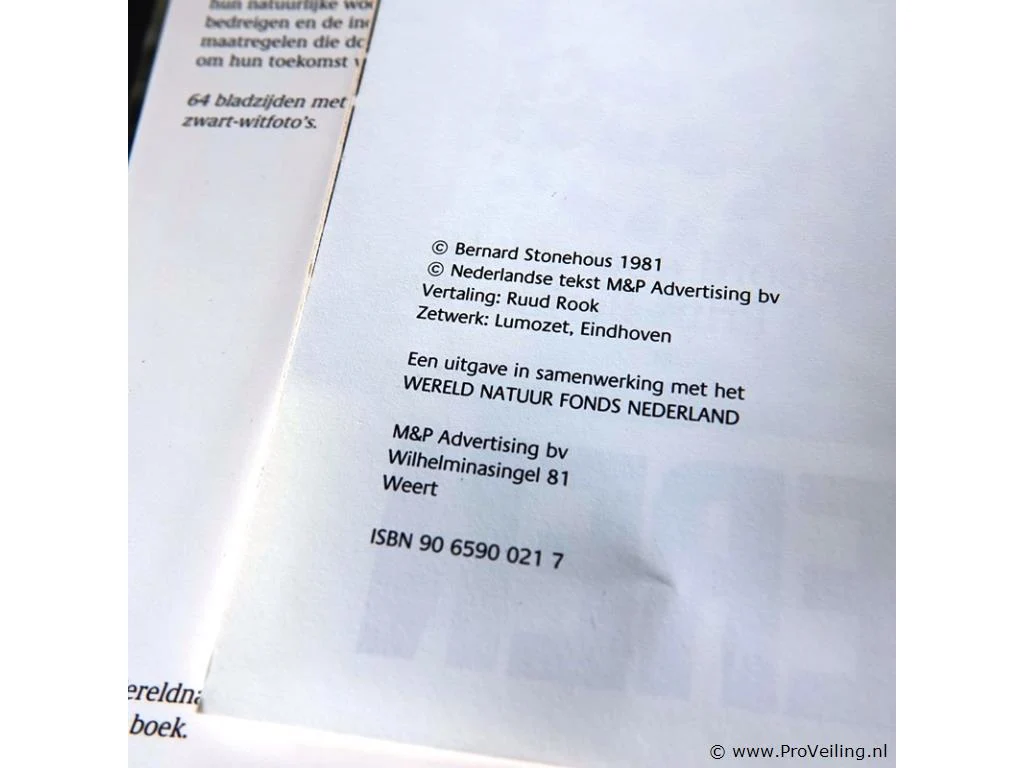 hun natuurlijke
bedreigen en de
maatregelen die
om hun toekomst
64 bladzijden met
zwart-witfoto's.
© Bernard Stonehous 1981
© Nederlandse tekst M&P Advertising bv
Vertaling: Ruud Rook
Zetwerk: Lumozet, Eindhoven
Een uitgave in samenwerking met het
WERELD NATUUR FONDS NEDERLAND
M&P Advertising bv
Wilhelminasingel 81
Weert
ISBN 90 6590 021 7
boek.
© www.ProVeiling.nl